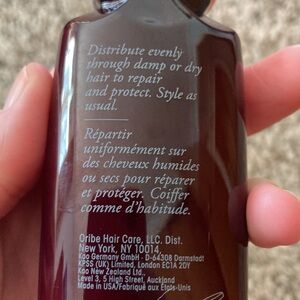 Distribute evenly
through damp or dry
hair to repair
and protect. Style as
usual.
Répartir
uniformément sur
des cheveux humides
ou secs pour réparer
et protéger. Coiffer
comme d'habitude.
Oribe Hair Care, LLC. Dist.
New York, NY 10014.
Kao Germany GmbH - D-64308 Darmstadt
KPSS (UK) Limited, London EC1A 2DY
Kao New Zealand Ltd.,
Level 3, 5 High Street, Auckland
Made in USA/Fabriqué aux États-Unis